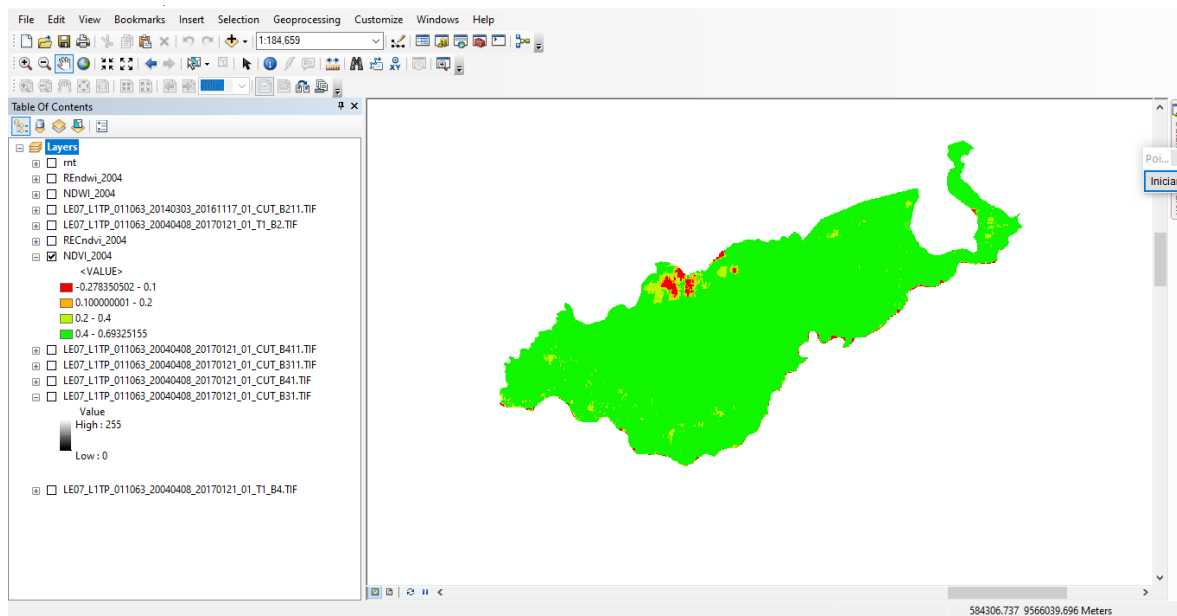 File Edit View Bookmarks Insert Selection Geoprocessing Customize Windows Help
1:184,659
Table Of Contents
Layers
rnt
REndwi_2004
NDWI_2004
LE07_L1TP_011063_20140303_20161117_01_CUT_B211.TIF
LE07_L1TP_011063_20040408_20170121_01_T1_B2.TIF
RECndvi_2004
NDVI_2004
<VALUE>
-0.278350502 - 0.1
0.100000001 - 0.2
0.2 - 0.4
0.4 - 0.69325155
LE07_L1TP_011063_20040408_20170121_01_CUT_B411.TIF
LE07_L1TP_011063_20040408_20170121_01_CUT_B311.TIF
LE07_L1TP_011063_20040408_20170121_01_CUT_B41.TIF
LE07_L1TP_011063_20040408_20170121_01_CUT_B31.TIF
Value
High : 255
Low : 0
LE07_L1TP_011063_20040408_20170121_01_T1_B4.TIF
Poi...
Iniciar
584306.737 9566039.696 Meters